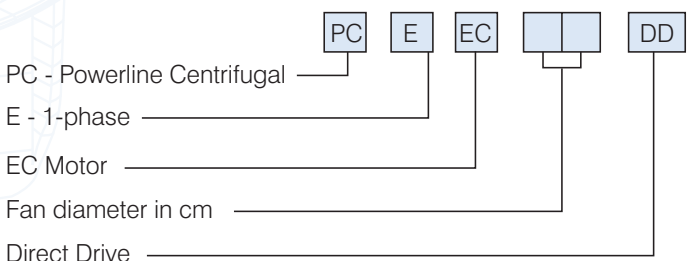 PC E EC DD
PC - Powerline Centrifugal
E - 1-phase
EC Motor
Fan diameter in cm
Direct Drive